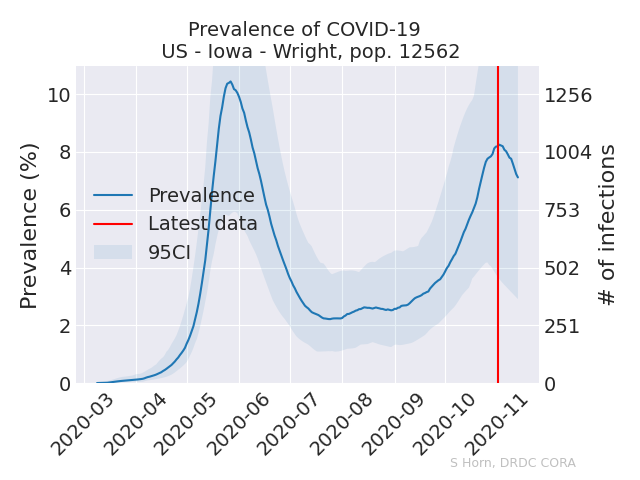 Prevalence of COVID-19
US - Iowa - Wright, pop. 12562
Prevalence (%)
10
8
6
4
2
0
1256
1004
753
502
251
0
# of infections
Prevalence
Latest data
95CI
2020-03
2020-04
2020-05
2020-06
2020-07
2020-08
2020-09
2020-10
2020-11
S Horn, DRDC CORA